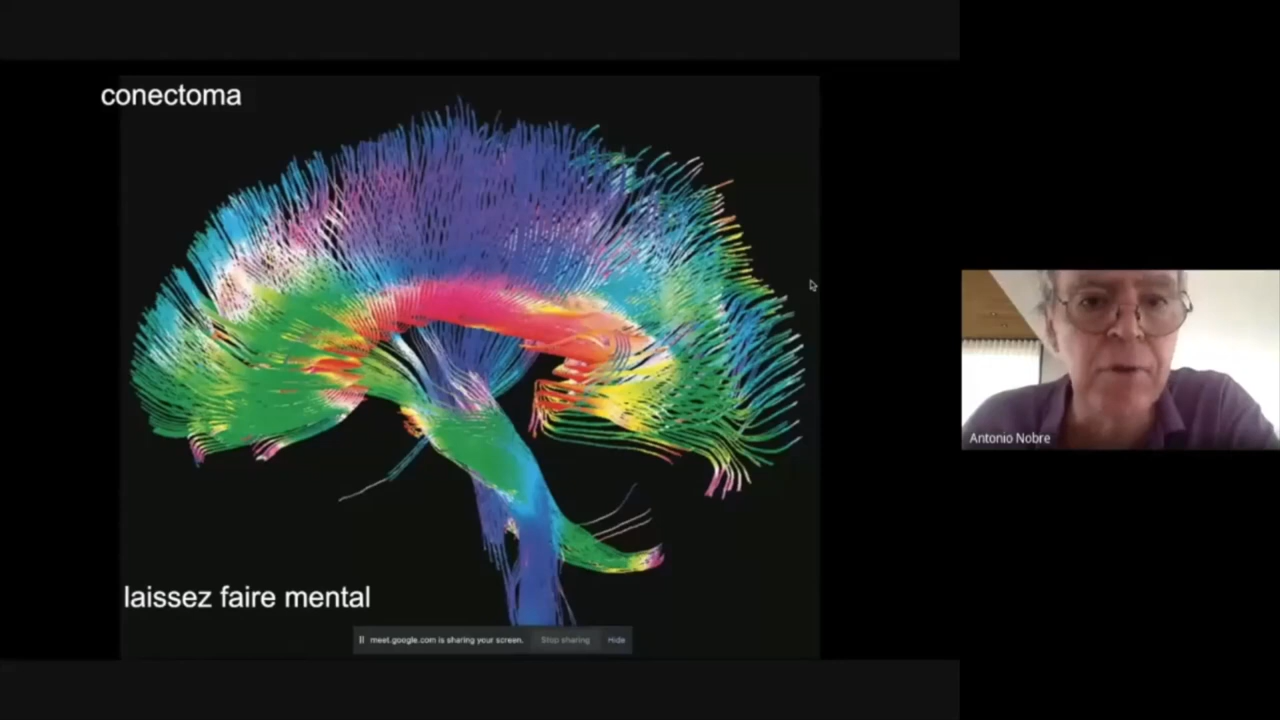 conectoma
laissez faire mental
meet.google.com is sharing your screen. Stop sharing Hide
Antonio Nobre